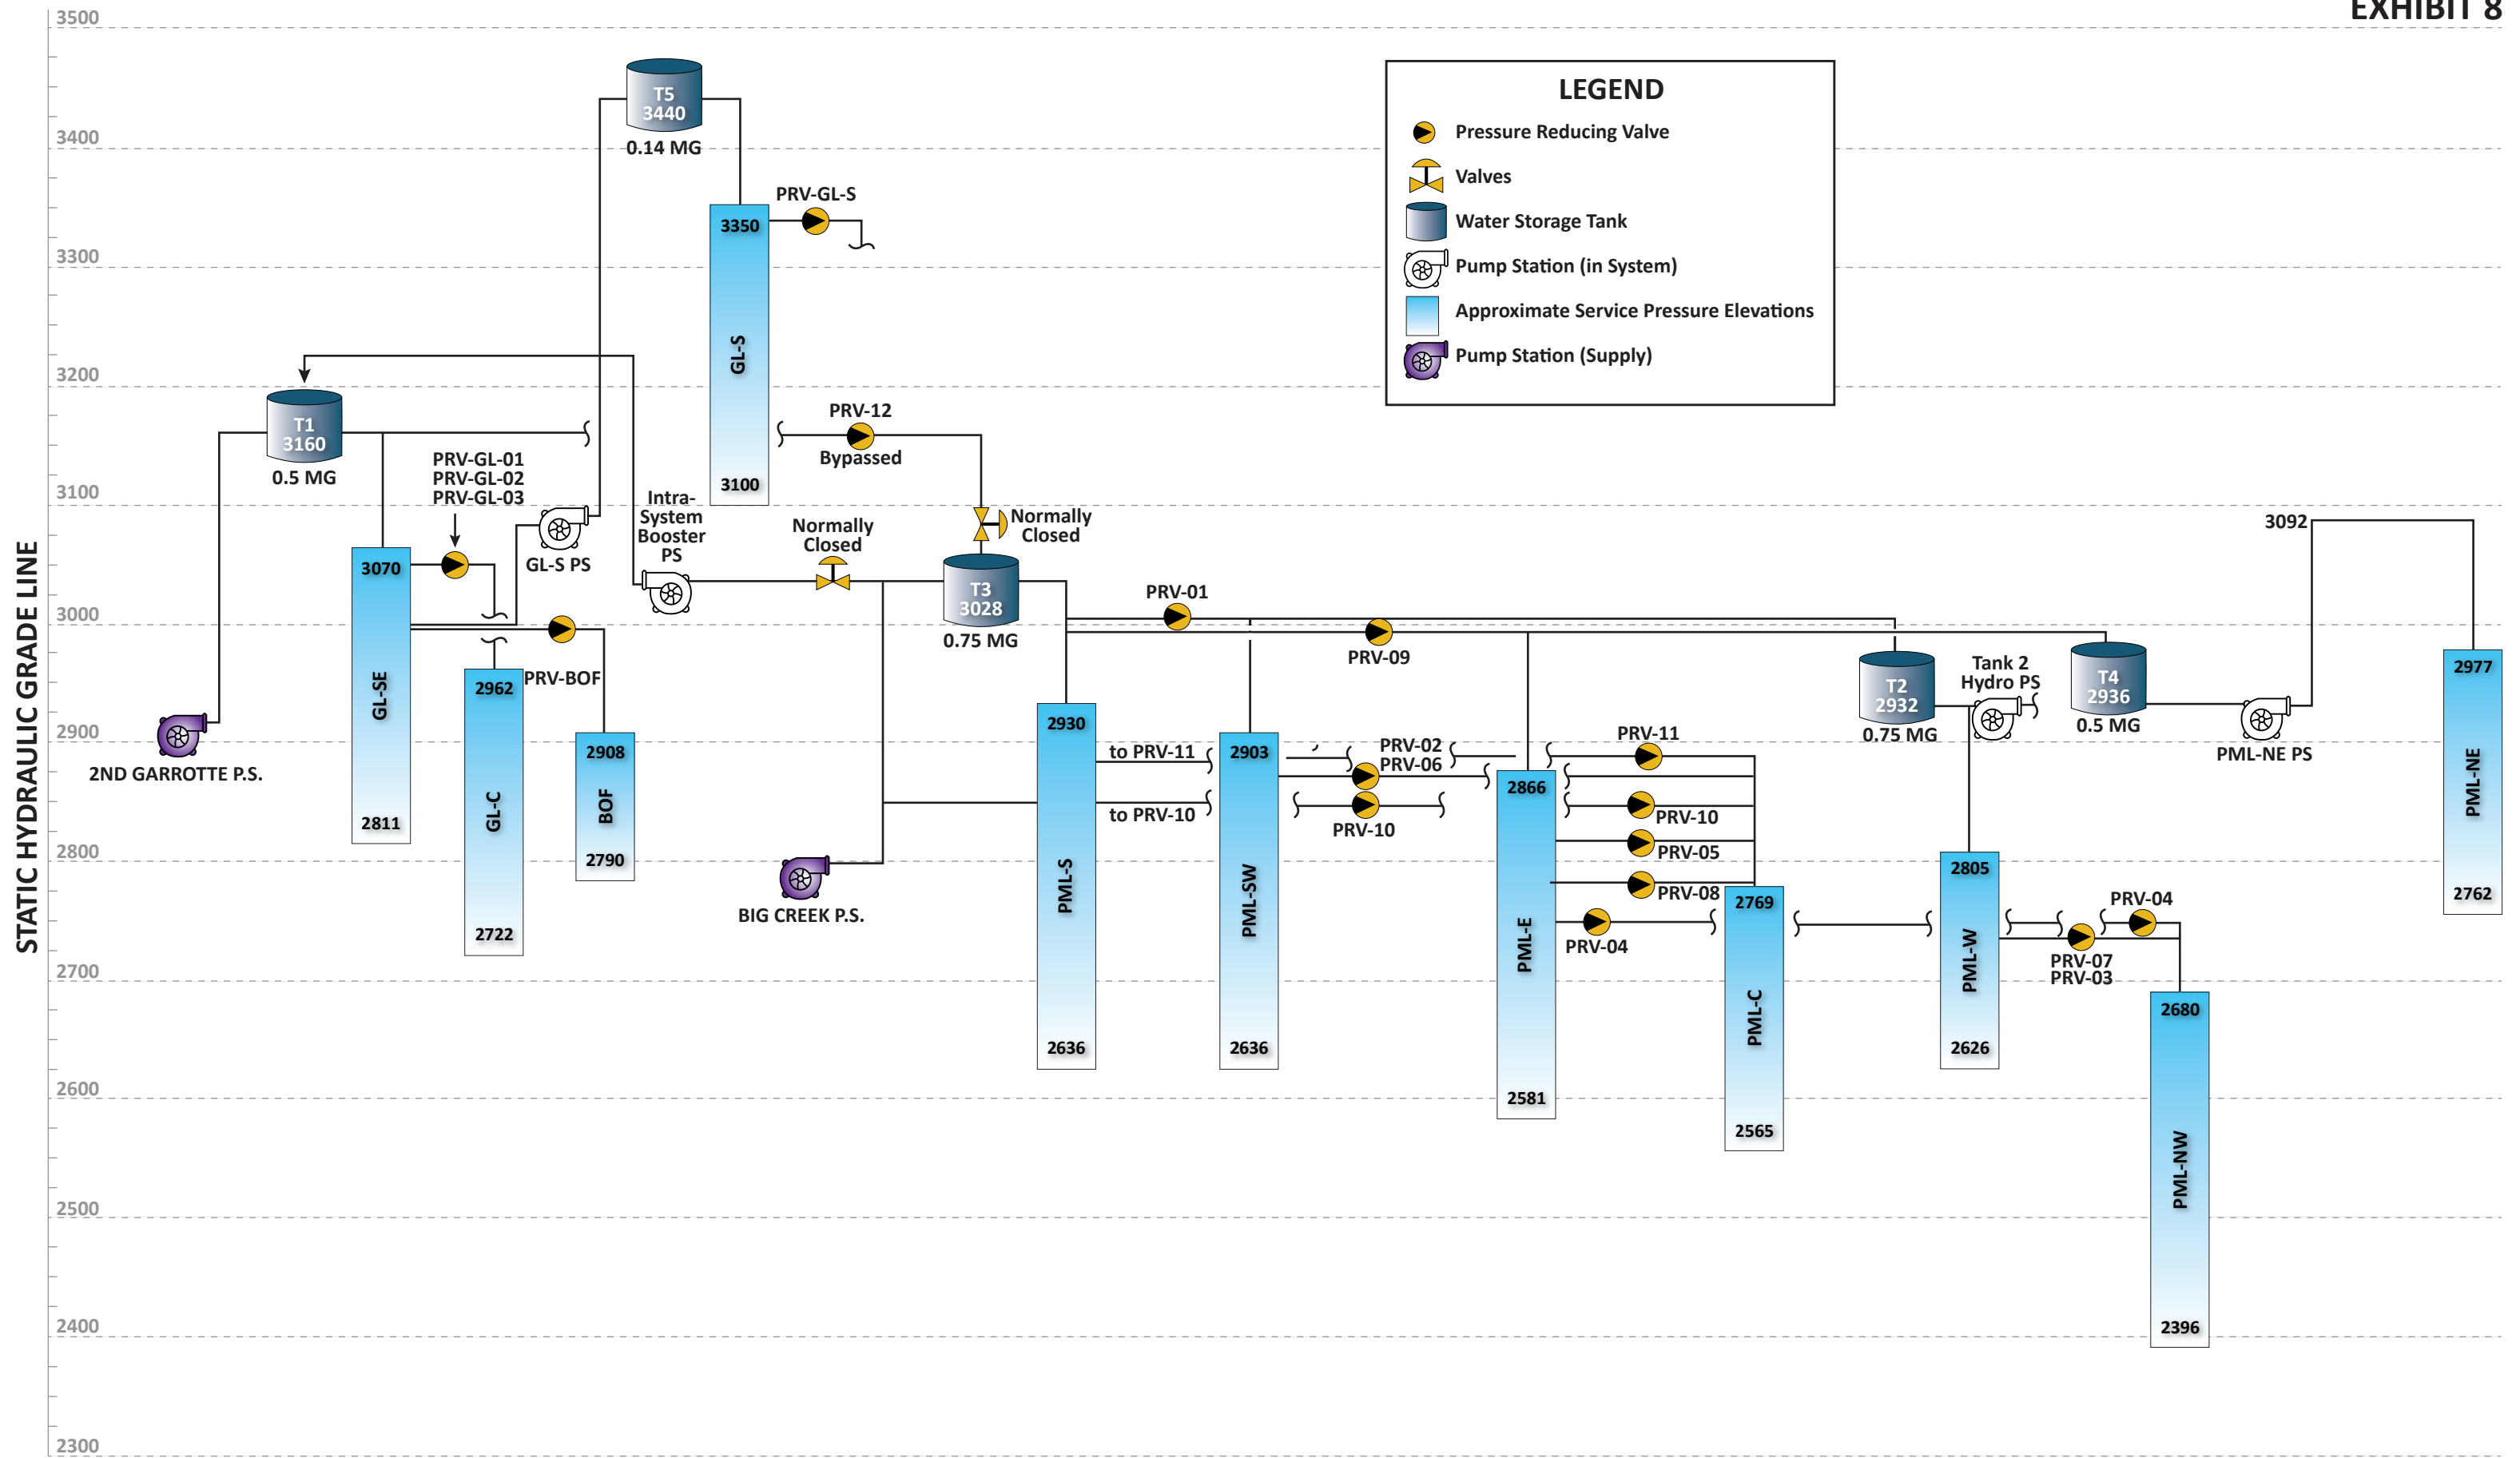 EXHIBIT 8
STATIC HYDRAULIC GRADE LINE
3500
3400
3300
3200
3100
3000
2900
2800
2700
2600
2500
2400
2300
LEGEND
Pressure Reducing Valve
Valves
Water Storage Tank
Pump Station (in System)
Approximate Service Pressure Elevations
Pump Station (Supply)
T5
3440
0.14 MG
PRV-GL-S
3350
GL-S
3100
T1
3160
0.5 MG
PRV-GL-01
PRV-GL-02
PRV-GL-03
GL-S PS
Intra-
System
Booster
PS
PRV-12
Bypassed
Normally
Closed
Normally
Closed
T3
3028
0.75 MG
3070
GL-SE
2811
2ND GARROTTE P.S.
2962
GL-C
2722
PRV-BOF
2908
BOF
2790
BIG CREEK P.S.
PRV-01
PRV-09
2930
PML-S
2636
to PRV-11
to PRV-10
2903
PML-SW
2636
PRV-02
PRV-06
PRV-10
2866
PML-E
2581
PRV-11
PRV-10
PRV-05
PRV-08
PRV-04
2769
PML-C
2565
T2
2932
0.75 MG
Tank 2
Hydro PS
T4
2936
0.5 MG
PML-NE PS
3092
2805
PML-W
2626
PRV-04
PRV-07
PRV-03
2680
PML-NW
2396
2977
PML-NE
2762